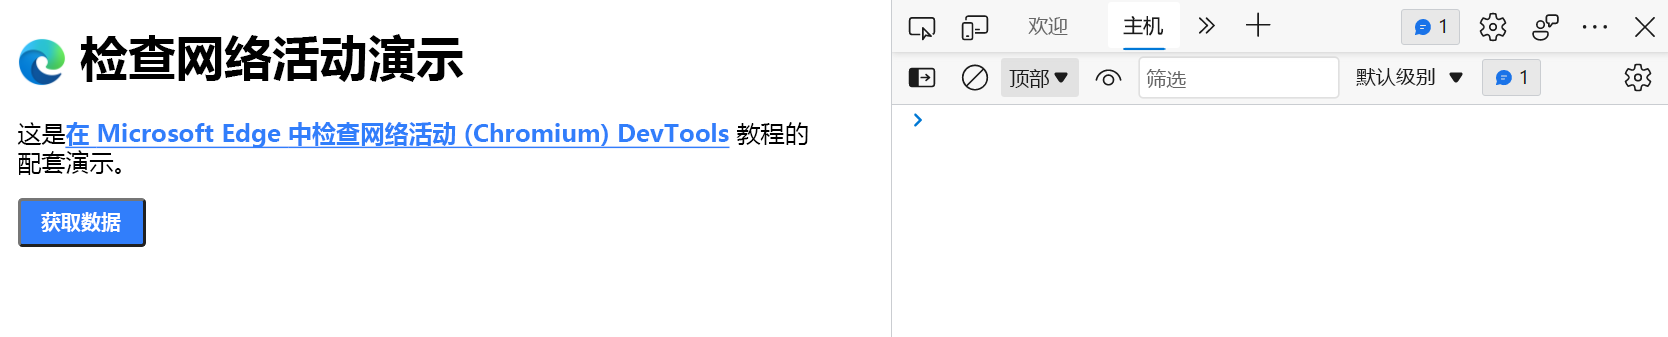 检查网络活动演示
这是在 Microsoft Edge 中检查网络活动 (Chromium) DevTools 教程的
配套演示。
获取数据
欢迎 主机 1
顶部 筛选 默认级别 1